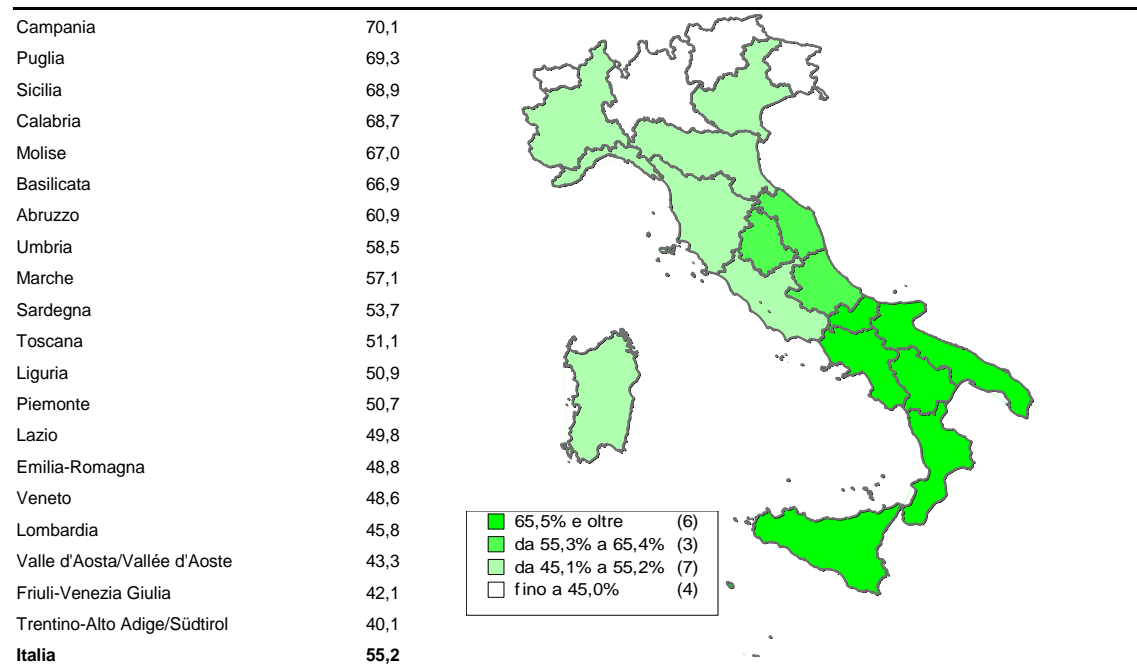 Campania 70,1
Puglia 69,3
Sicilia 68,9
Calabria 68,7
Molise 67,0
Basilicata 66,9
Abruzzo 60,9
Umbria 58,5
Marche 57,1
Sardegna 53,7
Toscana 51,1
Liguria 50,9
Piemonte 50,7
Lazio 49,8
Emilia-Romagna 48,8
Veneto 48,6
Lombardia 45,8
Valle d'Aosta/Vallée d'Aoste 43,3
Friuli-Venezia Giulia 42,1
Trentino-Alto Adige/Südtirol 40,1
Italia 55,2
65,5% e oltre (6)
da 55,3% a 65,4% (3)
da 45,1% a 55,2% (7)
fino a 45,0% (4)